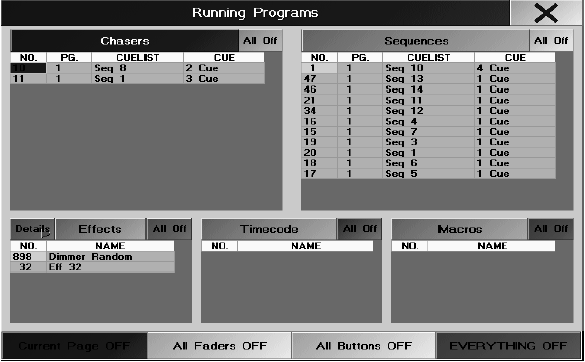 Running Programs
Chasers All Off
NO. PG. CUELIST CUE
10 1 Seq 8 2 Cue
11 1 Seq 1 3 Cue
Sequences All Off
NO. PG. CUELIST CUE
1 1 Seq 10 4 Cue
47 1 Seq 13 1 Cue
46 1 Seq 14 1 Cue
21 1 Seq 11 1 Cue
34 1 Seq 12 1 Cue
16 1 Seq 4 1 Cue
15 1 Seq 7 1 Cue
19 1 Seq 3 1 Cue
20 1 Seq 1 1 Cue
18 1 Seq 6 1 Cue
17 1 Seq 5 1 Cue
Details Effects All Off
NO. NAME
898 Dimmer Random
32 Eff 32
Timecode All Off
NO. NAME
Macros All Off
NO. NAME
Current Page OFF All Faders OFF All Buttons OFF EVERYTHING OFF